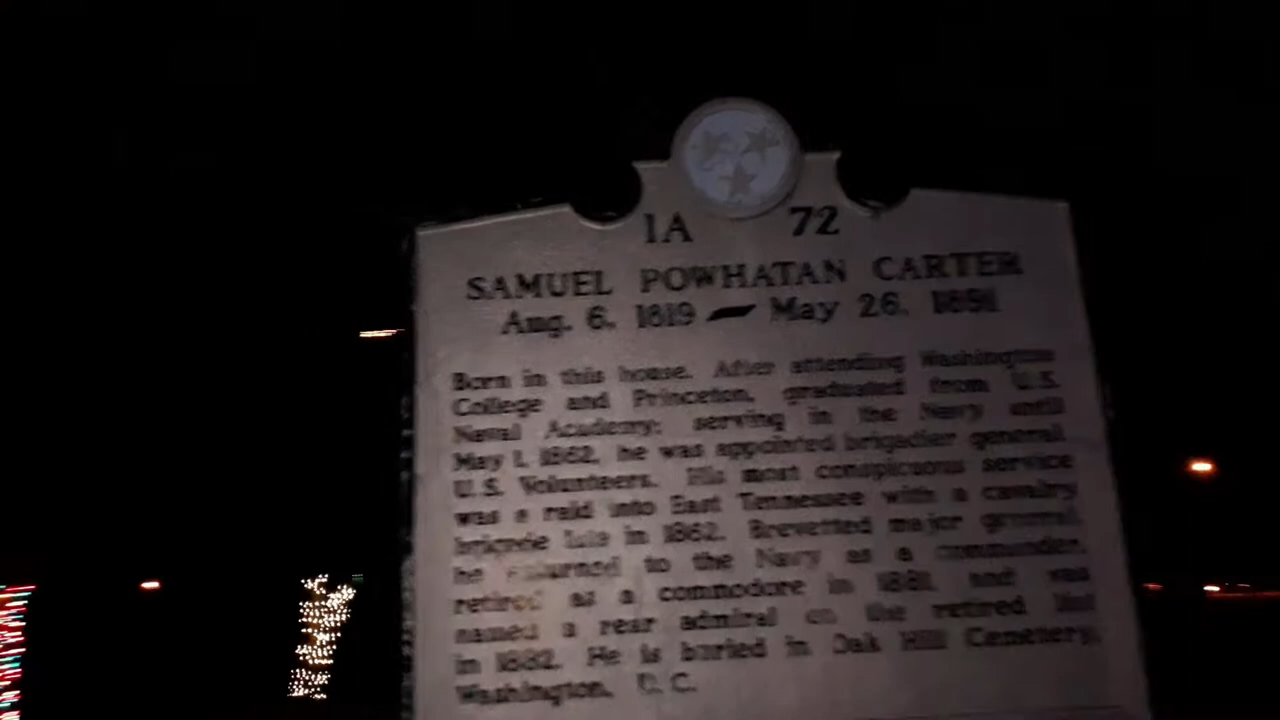 1A 72
SAMUEL POWHATAN CARTER
Aug. 6, 1819 — May 26, 1891
Born in this house. After attending Washington
College and Princeton, graduated from U.S.
Naval Academy; serving in the Navy until
May 1, 1862, he was appointed brigadier general
U.S. Volunteers. His most conspicuous service
was a raid into East Tennessee with a cavalry
brigade late in 1862. Brevetted major general,
he returned to the Navy as a commander,
retired as a commodore in 1881 and was
named a rear admiral on the retired list
in 1882. He is buried in Oak Hill Cemetery,
Washington, D. C.